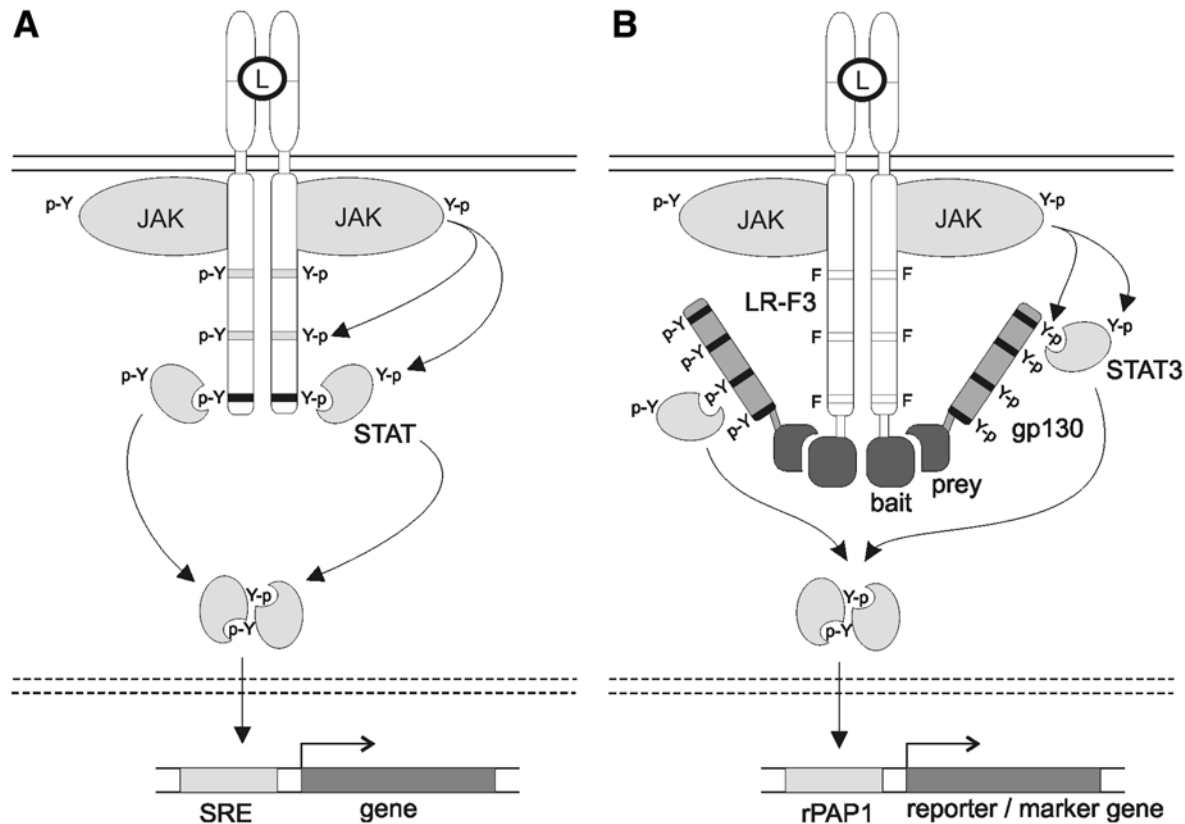 A
L
p-Y
JAK
JAK
Y-p
p-Y
Y-p
p-Y
Y-p
p-Y
Y-p
p-Y
Y-p
STAT
Y-p
p-Y
SRE
gene
B
L
p-Y
JAK
JAK
Y-p
F
F
LR-F3
p-Y
p-Y
p-Y
p-Y
F
F
Y-p
Y-p
Y-p
Y-p
Y-p
STAT3
p-Y
F
F
gp130
prey
bait
Y-p
p-Y
rPAP1
reporter / marker gene